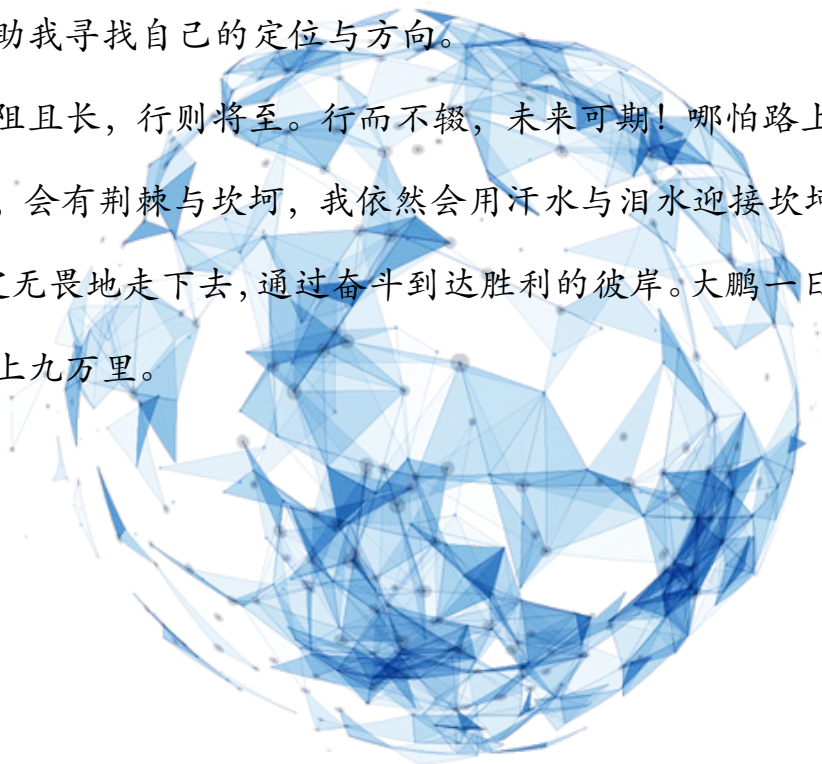 助我寻找自己的定位与方向。
阻且长，行则将至。行而不辍，未来可期！哪怕路上
，会有荆棘与坎坷，我依然会用汗水与泪水迎接坎坷
无畏地走下去，通过奋斗到达胜利的彼岸。大鹏一日
上九万里。